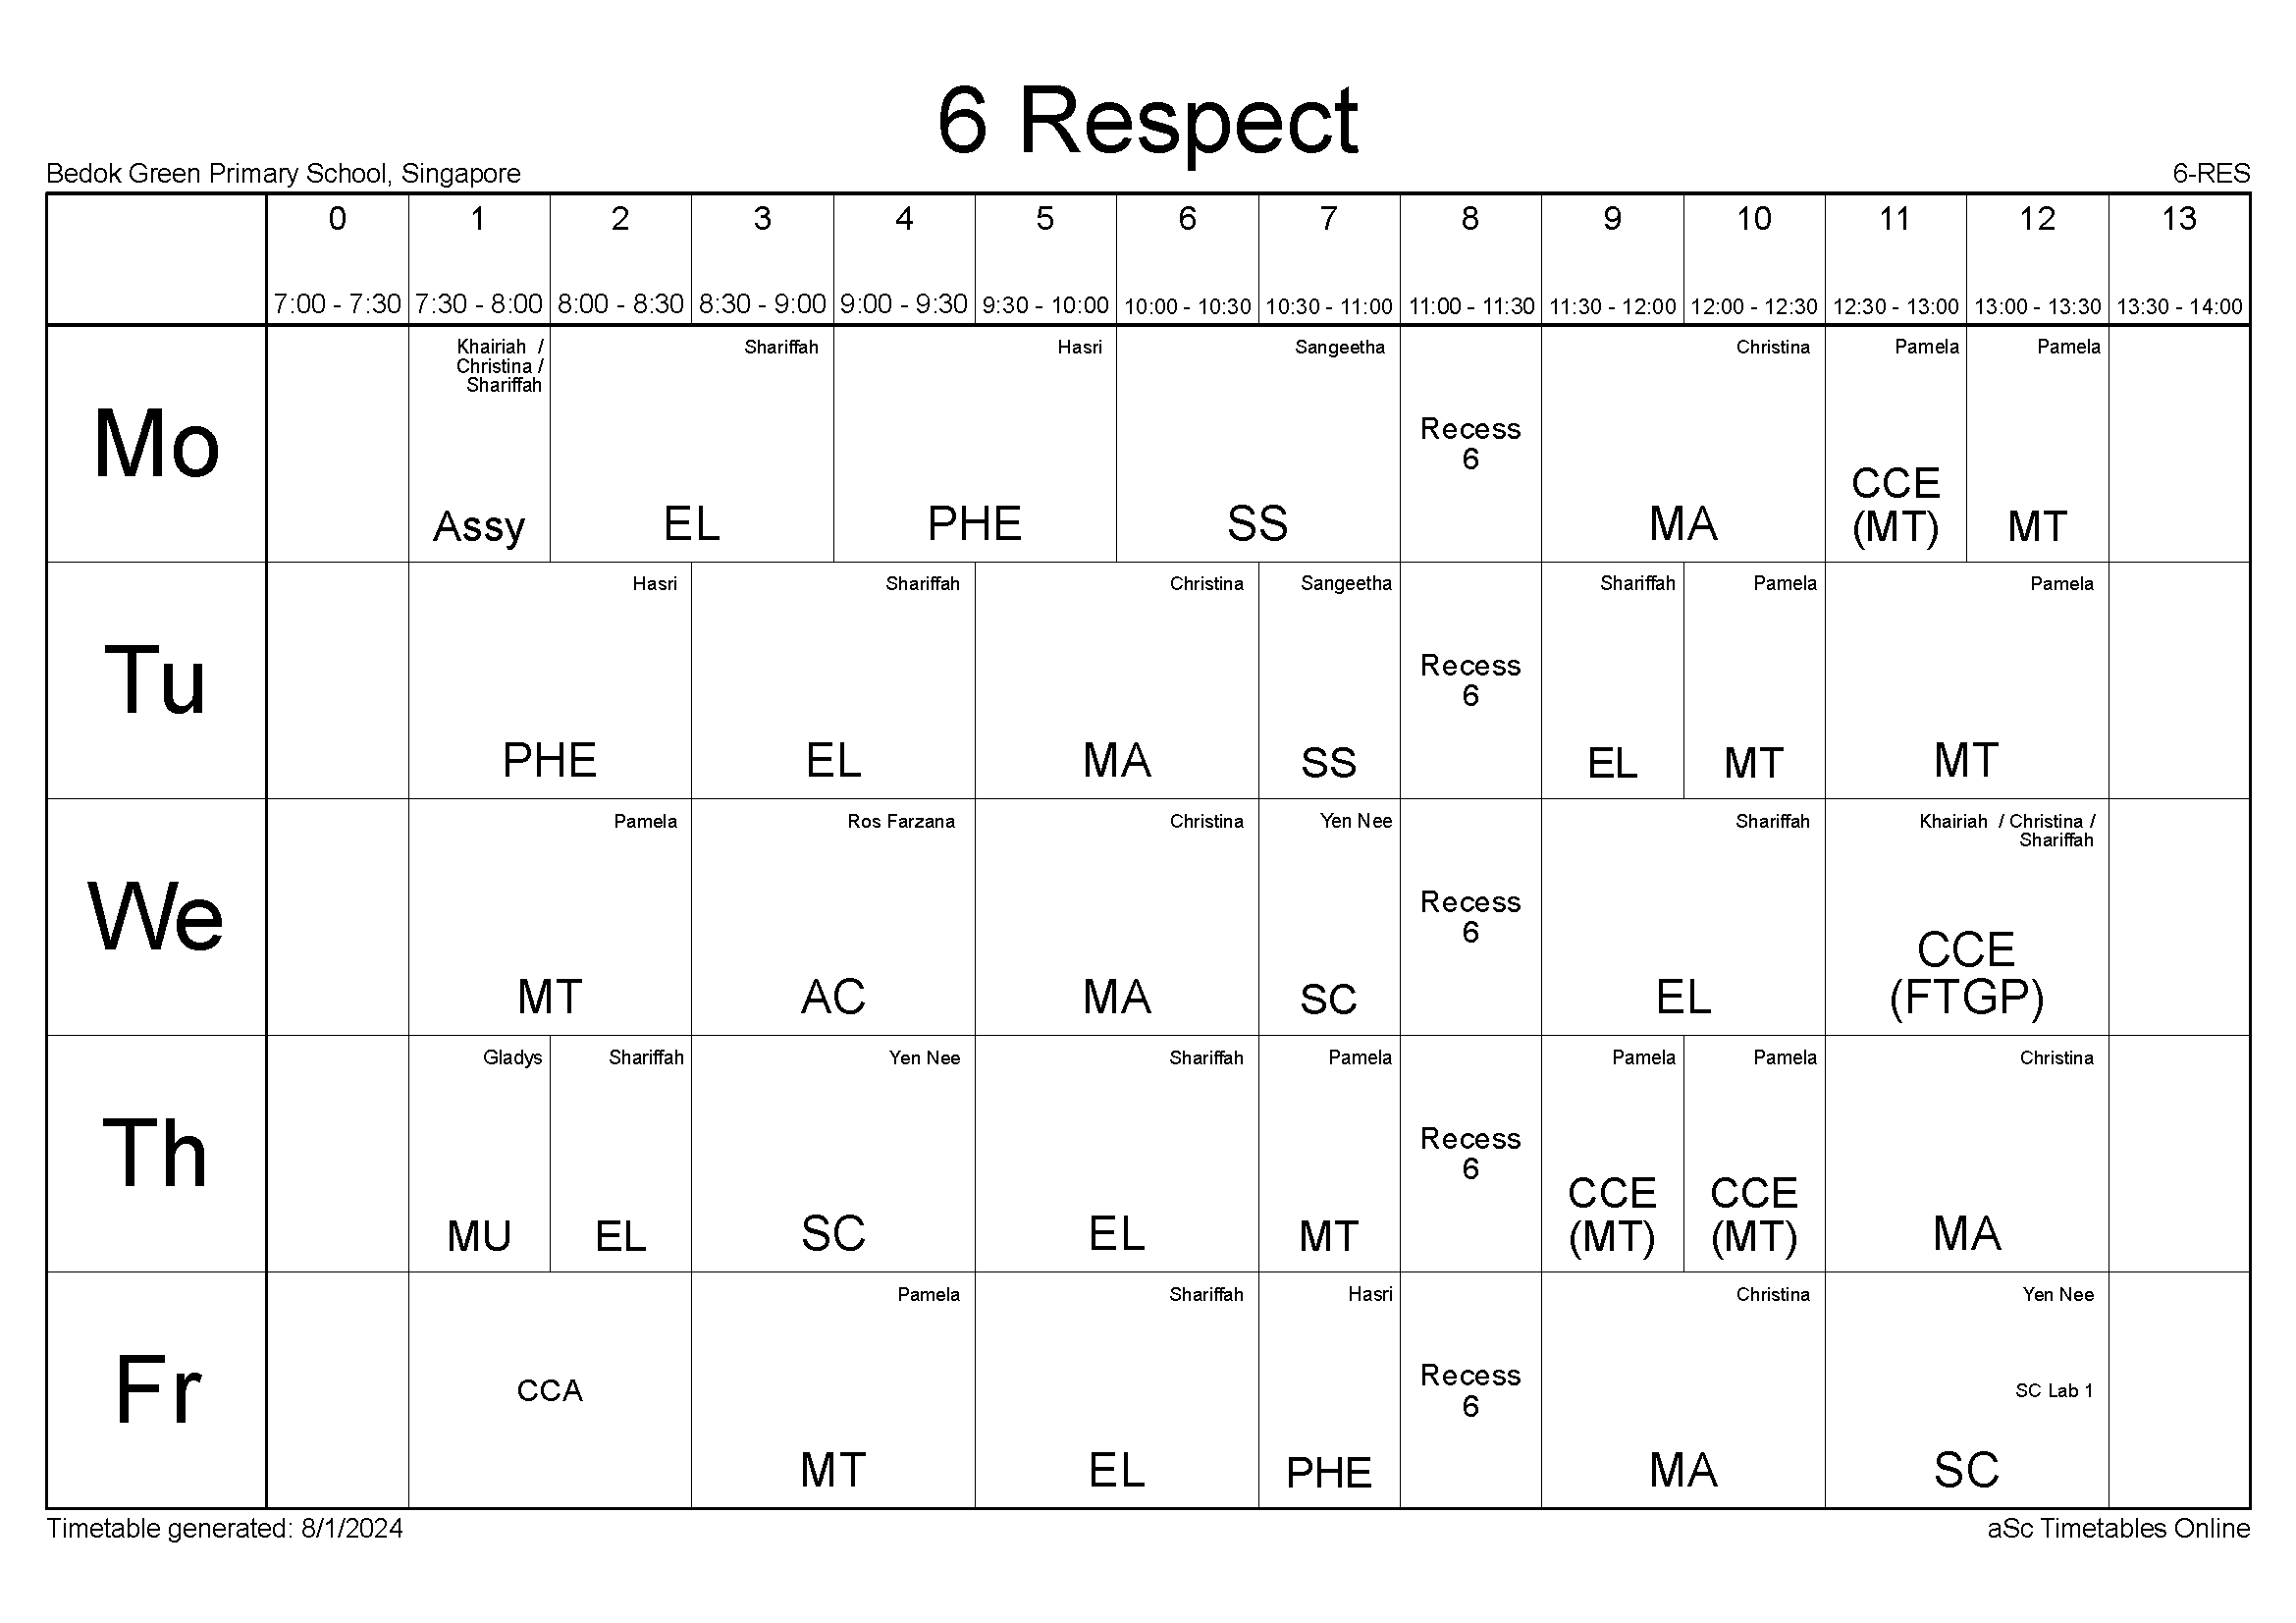 6 Respect
Bedok Green Primary School, Singapore 6-RES
0 1 2 3 4 5 6 7 8 9 10 11 12 13
7:00 - 7:30 7:30 - 8:00 8:00 - 8:30 8:30 - 9:00 9:00 - 9:30 9:30 - 10:00 10:00 - 10:30 10:30 - 11:00 11:00 - 11:30 11:30 - 12:00 12:00 - 12:30 12:30 - 13:00 13:00 - 13:30 13:30 - 14:00
Mo
Khairiah /
Christina /
Shariffah
Assy
Shariffah
EL
Hasri
PHE
Sangeetha
SS
Recess
6
Christina
MA
Pamela
CCE
(MT)
Pamela
MT
Tu
Hasri
PHE
Shariffah
EL
Christina
MA
Sangeetha
SS
Recess
6
Shariffah
EL
Pamela
MT
Pamela
MT
We
Pamela
MT
Ros Farzana
AC
Christina
MA
Yen Nee
SC
Recess
6
Shariffah
EL
Khairiah / Christina /
Shariffah
CCE
(FTGP)
Th
Gladys
MU
Shariffah
EL
Yen Nee
SC
Shariffah
EL
Pamela
MT
Recess
6
Pamela
CCE
(MT)
Pamela
CCE
(MT)
Christina
MA
Fr
CCA
Pamela
MT
Shariffah
EL
Hasri
PHE
Recess
6
Christina
MA
Yen Nee
SC Lab 1
SC
Timetable generated: 8/1/2024 aSc Timetables Online